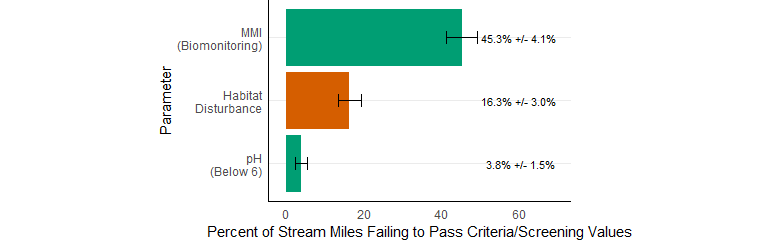 MMI
(Biomonitoring)
45.3% +/- 4.1%
Habitat
Disturbance
16.3% +/- 3.0%
pH
(Below 6)
3.8% +/- 1.5%
Parameter
0 20 40 60
Percent of Stream Miles Failing to Pass Criteria/Screening Values